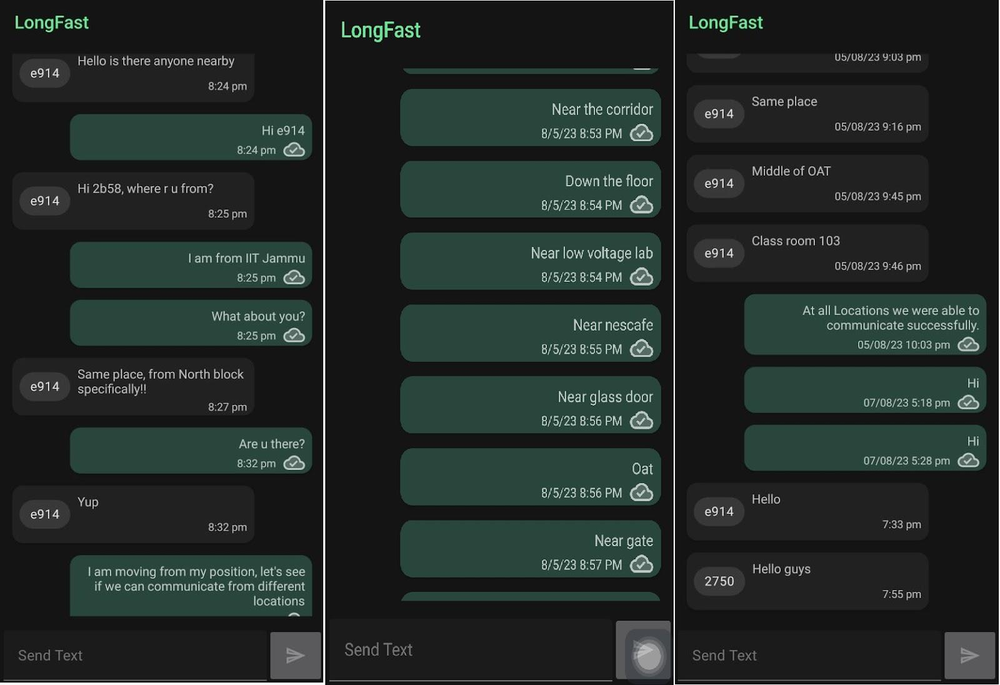 LongFast
Hello is there anyone nearby
e914
8:24 pm
Hi e914
8:24 pm
Hi 2b58, where r u from?
e914
8:25 pm
I am from IIT Jammu
8:25 pm
What about you?
8:25 pm
Same place, from North block
e914
specifically!!
8:27 pm
Are u there?
8:32 pm
Yup
e914
8:32 pm
I am moving from my position, let's see
if we can communicate from different
locations
Send Text
LongFast
Near the corridor
8/5/23 8:53 PM
Down the floor
8/5/23 8:54 PM
Near low voltage lab
8/5/23 8:54 PM
Near nescafe
8/5/23 8:55 PM
Near glass door
8/5/23 8:56 PM
Oat
8/5/23 8:56 PM
Near gate
8/5/23 8:57 PM
Send Text
LongFast
05/08/23 9:03 pm
Same place
e914
05/08/23 9:16 pm
Middle of OAT
e914
05/08/23 9:45 pm
Class room 103
e914
05/08/23 9:46 pm
At all Locations we were able to
communicate successfully.
05/08/23 10:03 pm
Hi
07/08/23 5:18 pm
Hi
07/08/23 5:28 pm
Hello
e914
7:33 pm
Hello guys
2750
7:55 pm
Send Text